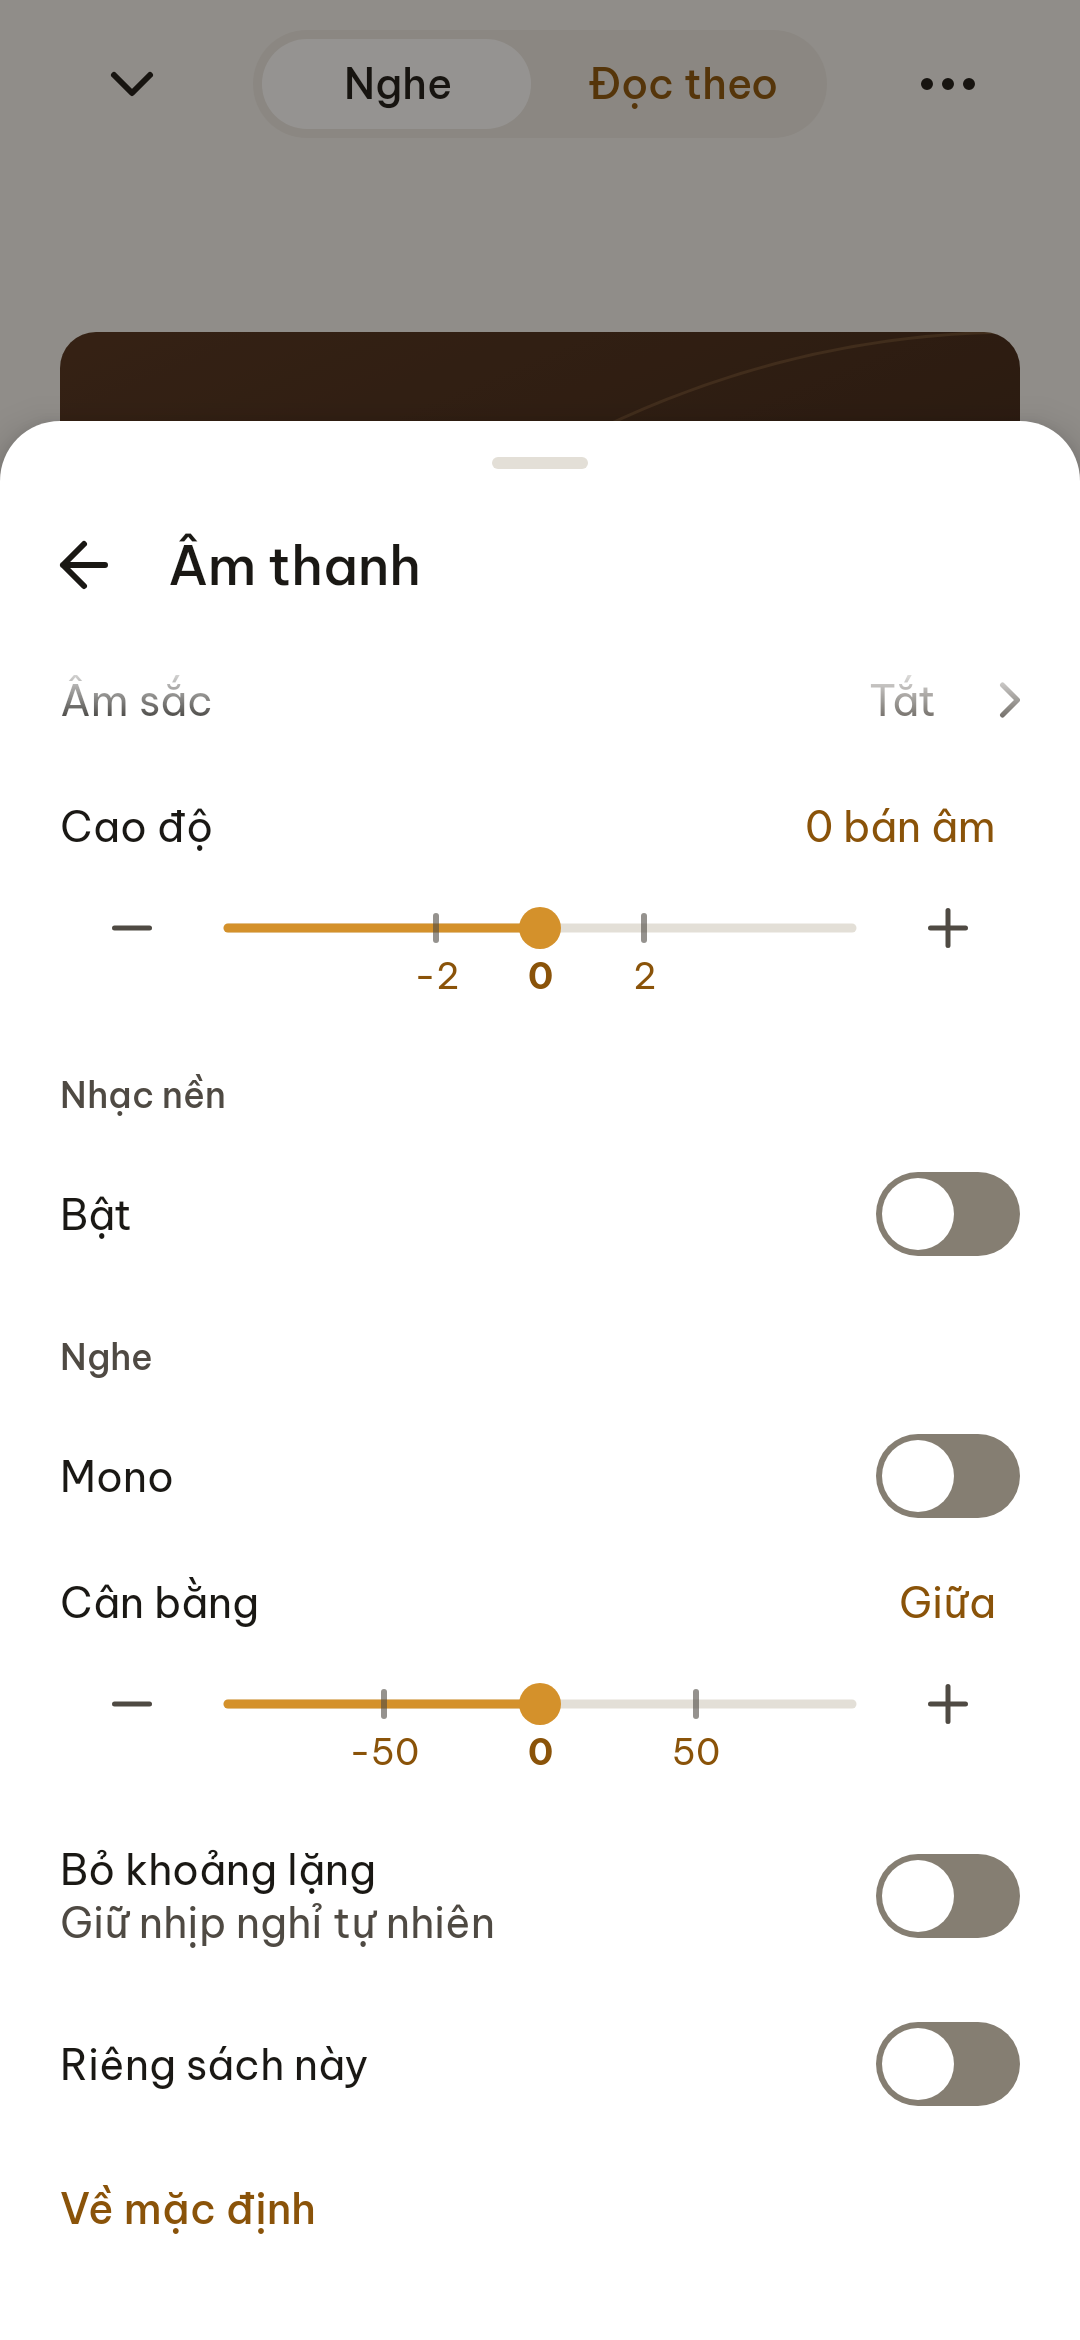 Nghe
Đọc theo
Âm thanh
Âm sắc
Tắt
Cao độ
0 bán âm
-2
0
2
Nhạc nền
Bật
Nghe
Mono
Cân bằng
Giữa
-50
0
50
Bỏ khoảng lặng
Giữ nhịp nghỉ tự nhiên
Riêng sách này
Về mặc định